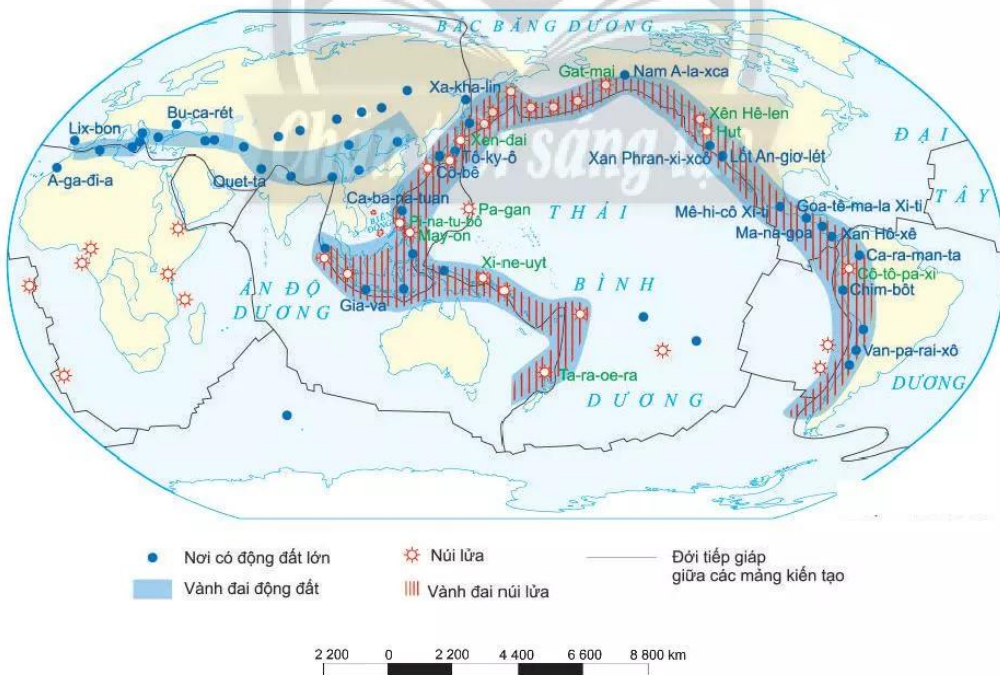 BẮC BĂNG DƯƠNG
Gat-mai
Nam A-la-xca
Xa-kha-lin
Bu-ca-rét
Lix-bon
Xên Hê-len
Hut
Chân trời sáng tạo
Xen-dai
Tô-ky-ô
Cô-bê
Xan Phran-xi-xcô
Lốt An-giơ-lét
ĐẠI
TÂY
DƯƠNG
A-ga-đi-a
Quet-ta
Ca-ba-na-tuan
Pa-gan
THÁI
BÌNH
DƯƠNG
Mê-hi-cô Xi-ti
Goa-tê-ma-la Xi-ti
BIỂN ĐÔNG
Pi-na-tu-bô
May-on
Ma-na-goa
Xan Hô-xê
Xi-ne-uyt
Ca-ra-man-ta
Cô-tô-pa-xi
Chim-bôt
ẤN ĐỘ
DƯƠNG
Gia-va
Van-pa-rai-xô
Ta-ra-oe-ra
Nơi có động đất lớn
Núi lửa
Đới tiếp giáp
giữa các mảng kiến tạo
Vành đai động đất
Vành đai núi lửa
2 200 0 2 200 4 400 6 600 8 800 km